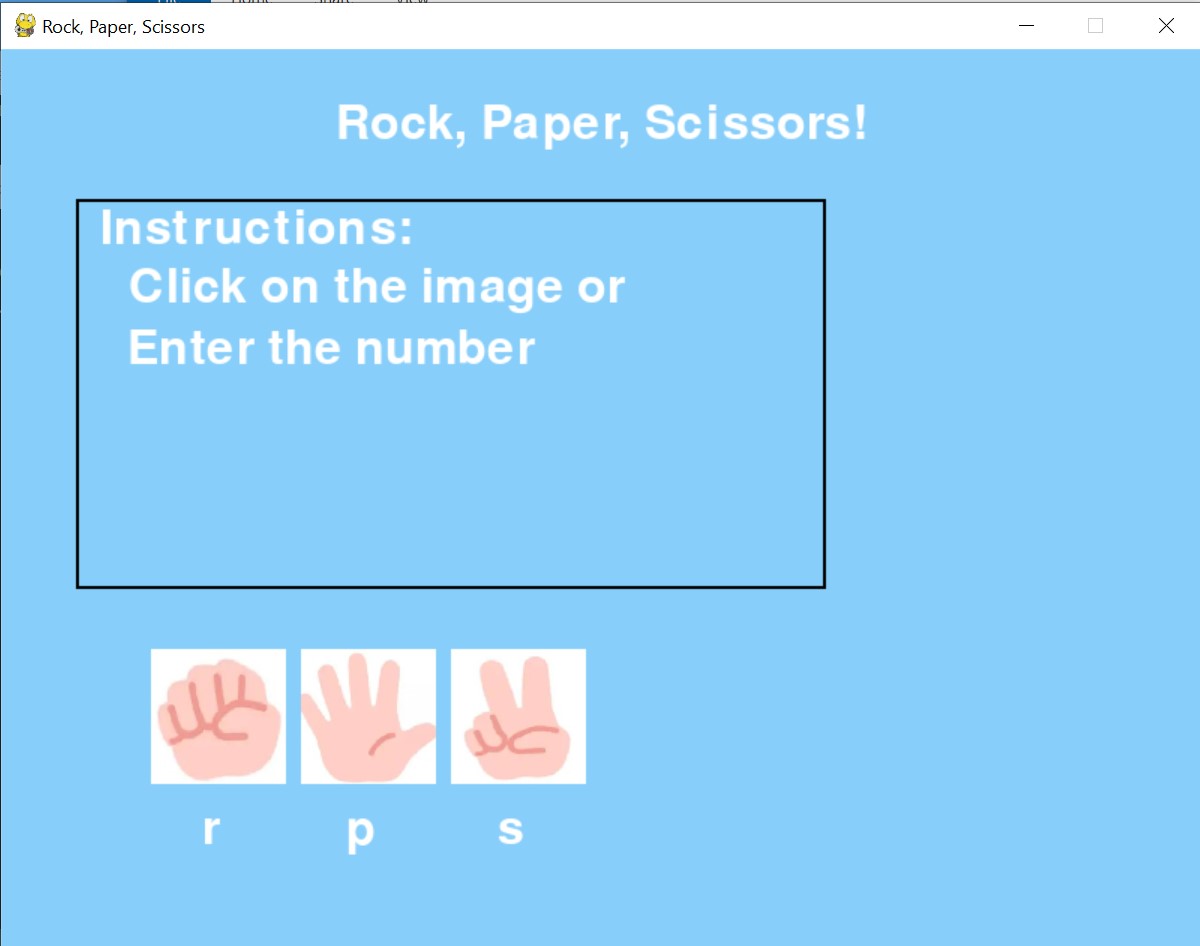 Rock, Paper, Scissors
Rock, Paper, Scissors!
Instructions:
Click on the image or
Enter the number
r p s